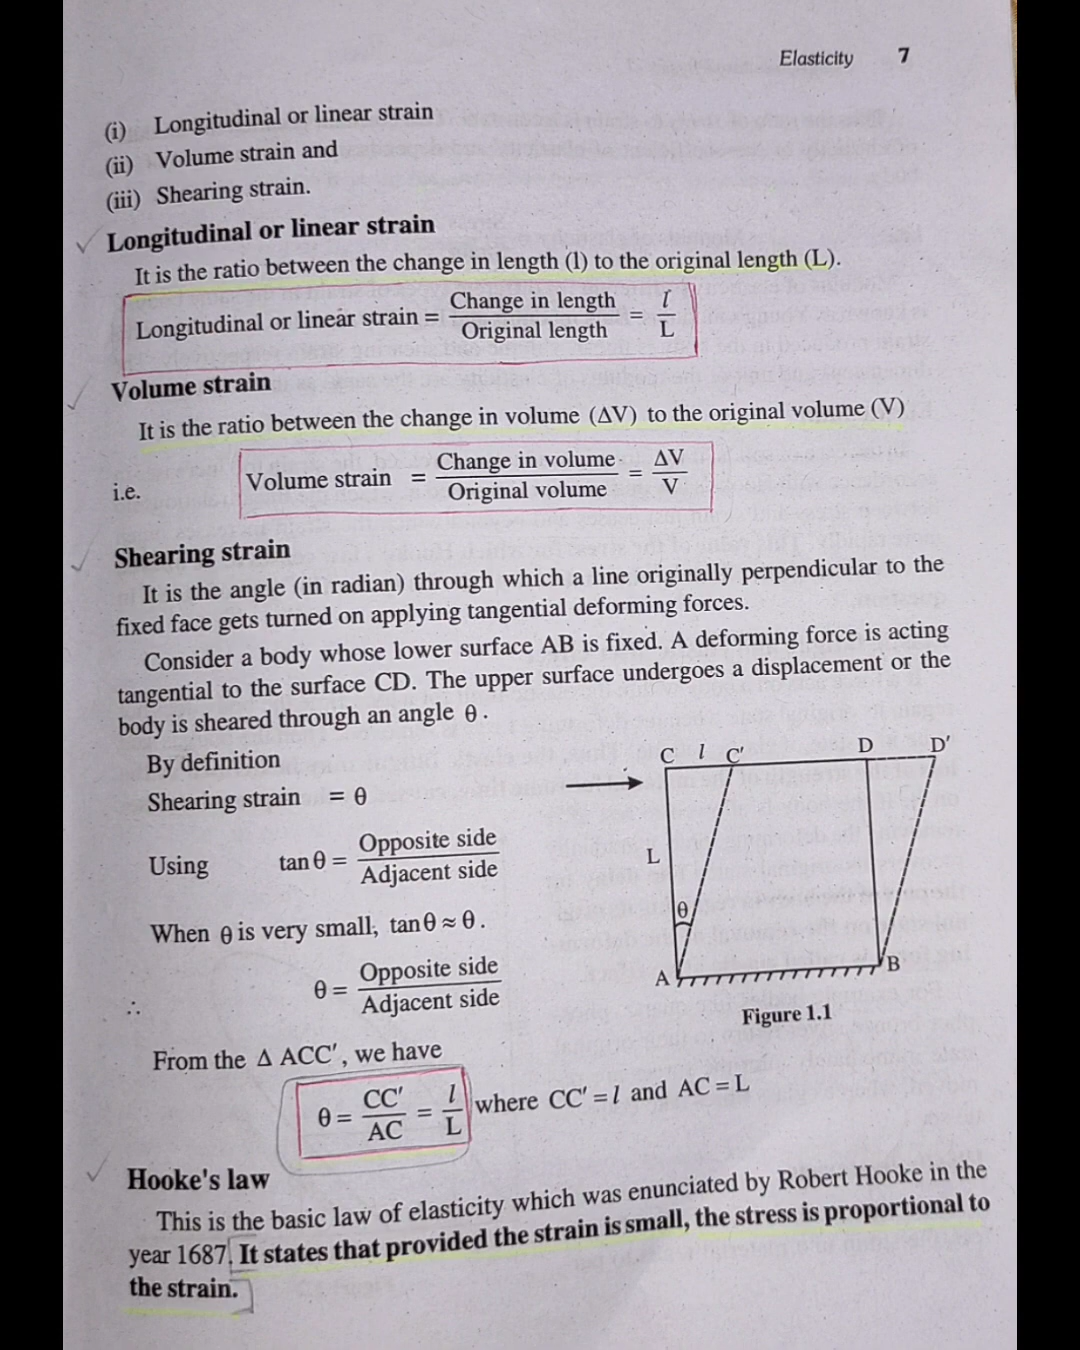 Elasticity 7
(i) Longitudinal or linear strain
(ii) Volume strain and
(iii) Shearing strain.
Longitudinal or linear strain
It is the ratio between the change in length (l) to the original length (L).
Longitudinal or linear strain = Change in length / Original length = l / L
Volume strain
It is the ratio between the change in volume (ΔV) to the original volume (V)
i.e. Volume strain = Change in volume / Original volume = ΔV / V
Shearing strain
It is the angle (in radian) through which a line originally perpendicular to the
fixed face gets turned on applying tangential deforming forces.
Consider a body whose lower surface AB is fixed. A deforming force is acting
tangential to the surface CD. The upper surface undergoes a displacement or the
body is sheared through an angle θ.
By definition
Shearing strain = θ
Using tan θ = Opposite side / Adjacent side
When θ is very small, tan θ ≈ θ.
∴ θ = Opposite side / Adjacent side
C l C' D D'
L
θ
A B
Figure 1.1
From the Δ ACC', we have
θ = CC' / AC = l / L where CC' = l and AC = L
Hooke's law
This is the basic law of elasticity which was enunciated by Robert Hooke in the
year 1687. It states that provided the strain is small, the stress is proportional to
the strain.